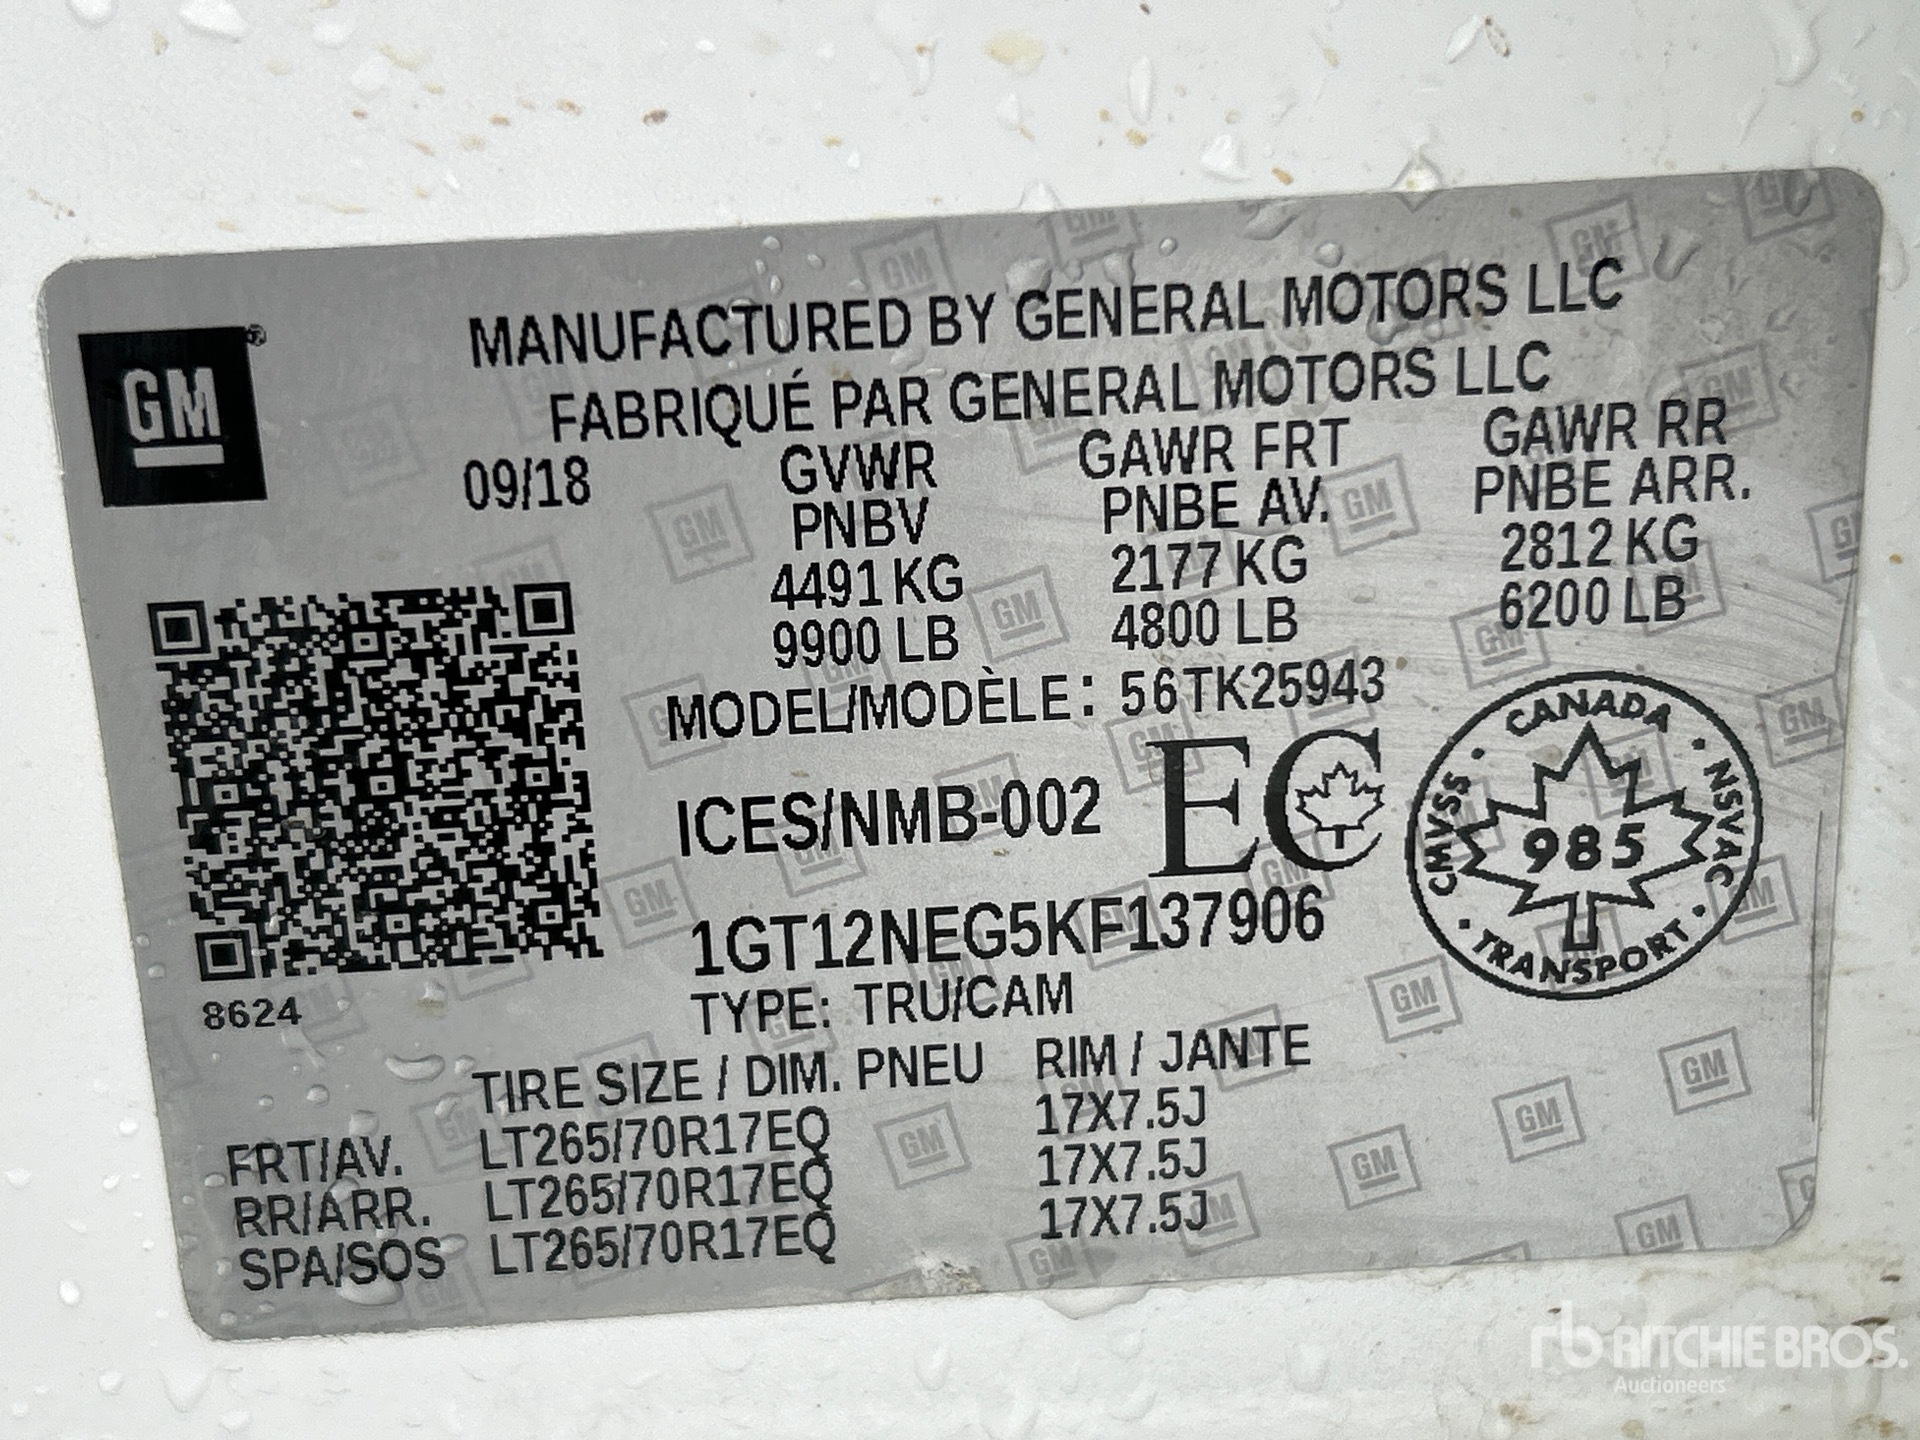 GM®
MANUFACTURED BY GENERAL MOTORS LLC
FABRIQUÉ PAR GENERAL MOTORS LLC
09/18 GVWR GAWR FRT GAWR RR
PNBV PNBE AV. PNBE ARR.
4491 KG 2177 KG 2812 KG
9900 LB 4800 LB 6200 LB
MODEL/MODÈLE: 56TK25943
ICES/NMB-002 EC
CANADA · NSVAC · TRANSPORT · CMVSS ·
985
1GT12NEG5KF137906
8624
TYPE: TRU/CAM
TIRE SIZE / DIM. PNEU RIM / JANTE
FRT/AV. LT265/70R17EQ 17X7.5J
RR/ARR. LT265/70R17EQ 17X7.5J
SPA/SOS LT265/70R17EQ 17X7.5J
rb RITCHIE BROS.
Auctioneers